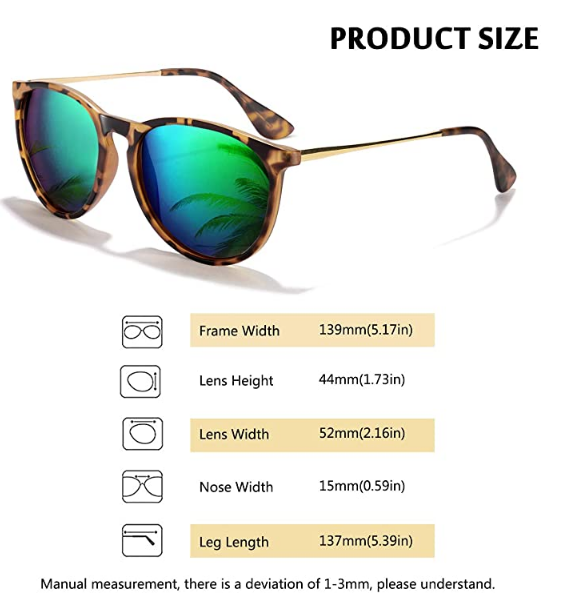 PRODUCT SIZE
Frame Width 139mm(5.17in)
Lens Height 44mm(1.73in)
Lens Width 52mm(2.16in)
Nose Width 15mm(0.59in)
Leg Length 137mm(5.39in)
Manual measurement, there is a deviation of 1-3mm, please understand.